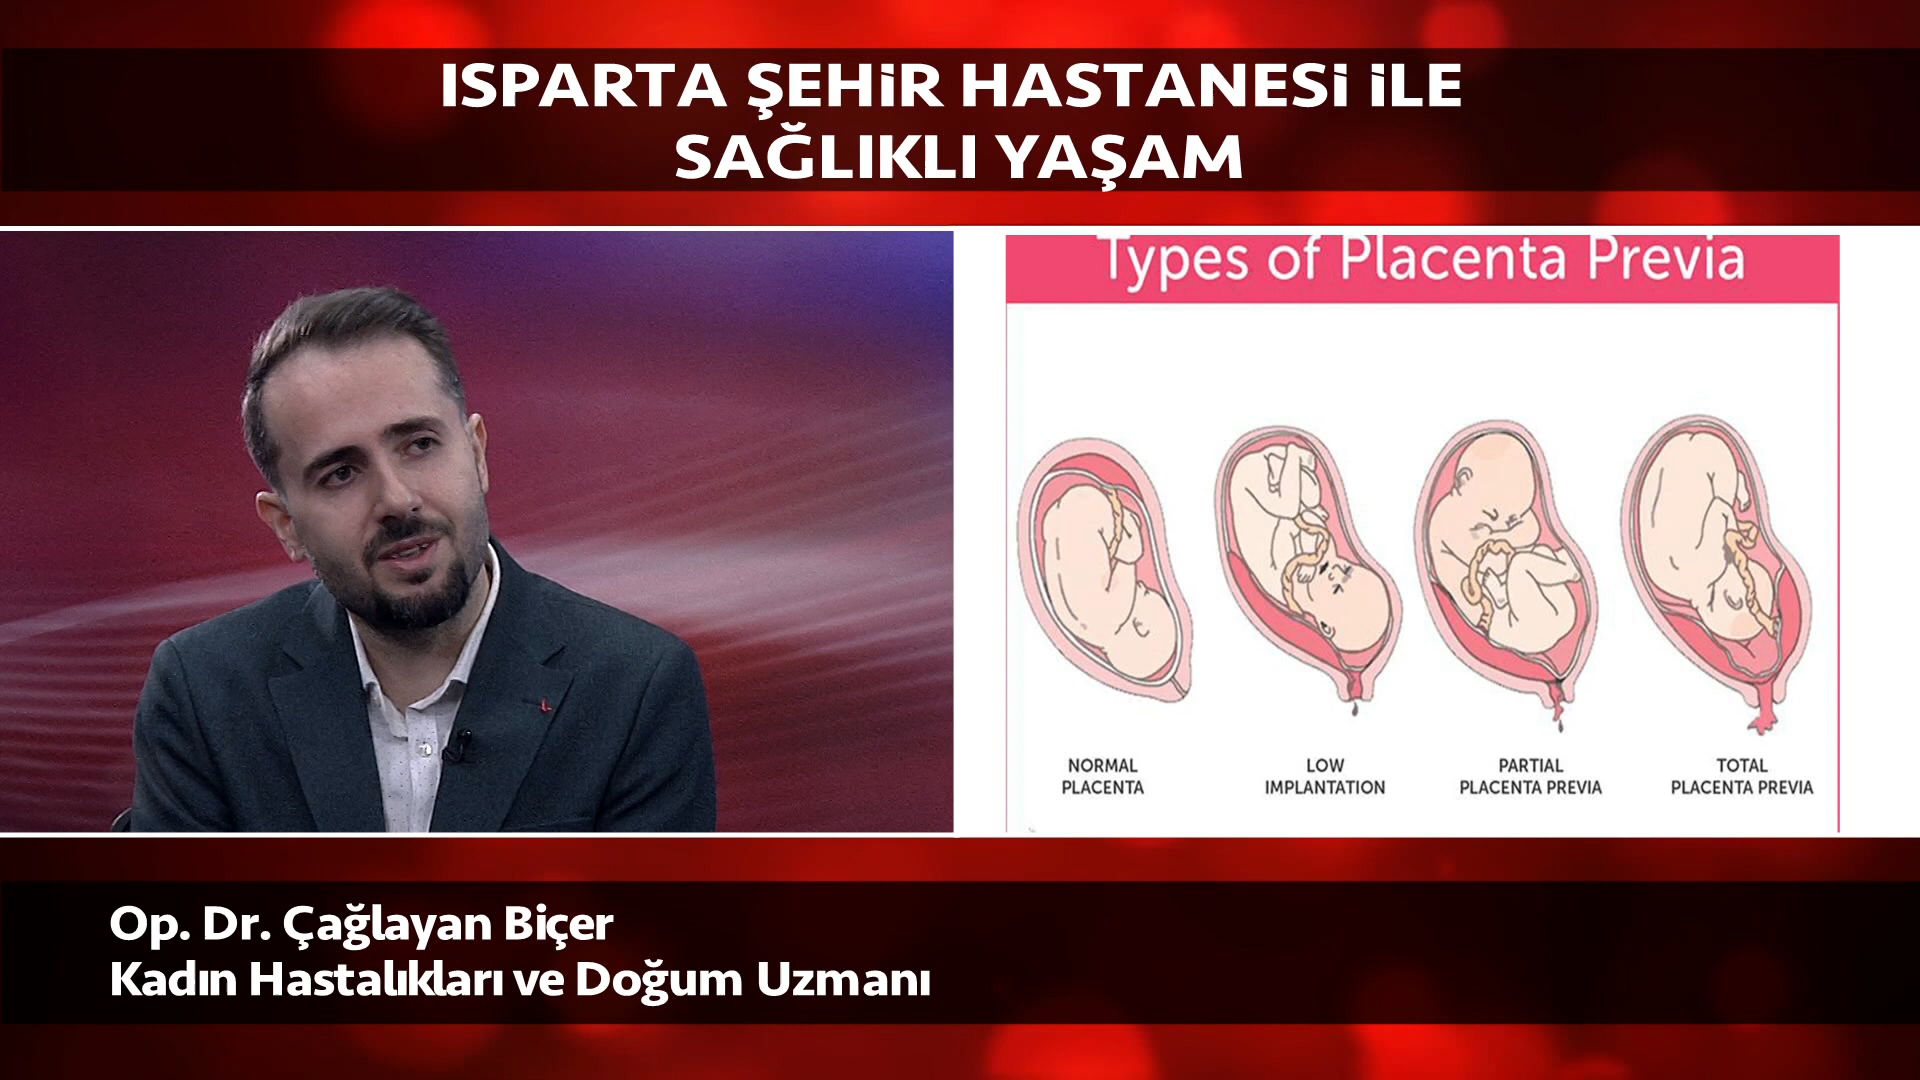 ISPARTA ŞEHİR HASTANESİ İLE
SAĞLIKLI YAŞAM
Types of Placenta Previa
NORMAL
PLACENTA
LOW
IMPLANTATION
PARTIAL
PLACENTA PREVIA
TOTAL
PLACENTA PREVIA
Op. Dr. Çağlayan Biçer
Kadın Hastalıkları ve Doğum Uzmanı